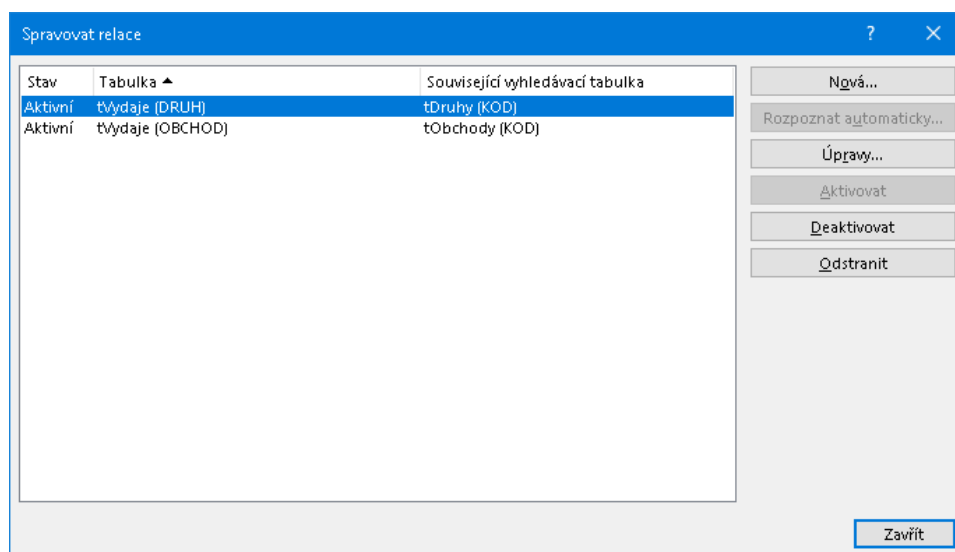 Spravovat relace ?
Stav Tabulka Související vyhledávací tabulka
Aktivní tVydaje (DRUH) tDruhy (KOD)
Aktivní tVydaje (OBCHOD) tObchody (KOD)
Nová...
Rozpoznat automaticky...
Úpravy...
Aktivovat
Deaktivovat
Odstranit
Zavřít